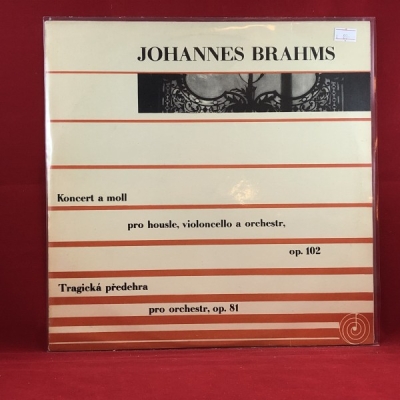 JOHANNES BRAHMS
Koncert a moll
pro housle, violoncello a orchestr,
op. 102
Tragická předehra
pro orchestr, op. 81